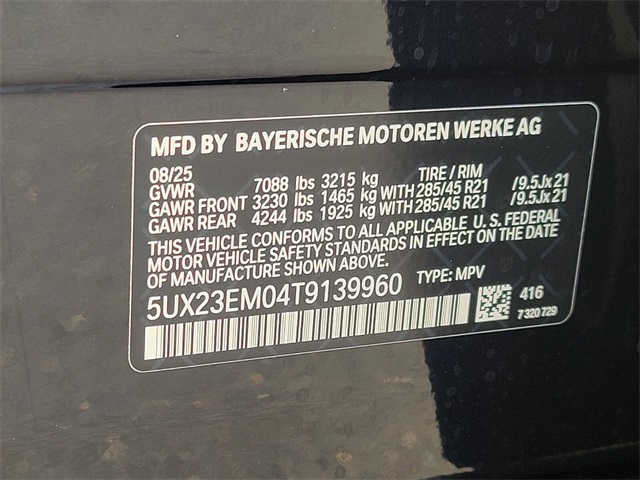 MFD BY BAYERISCHE MOTOREN WERKE AG
08/25 TIRE / RIM
GVWR 7088 lbs 3215 kg
GAWR FRONT 3230 lbs 1465 kg WITH 285/45 R21 /9.5Jx21
GAWR REAR 4244 lbs 1925 kg WITH 285/45 R21 /9.5Jx21
THIS VEHICLE CONFORMS TO ALL APPLICABLE U.S. FEDERAL
MOTOR VEHICLE SAFETY STANDARDS IN EFFECT ON THE DATE
OF MANUFACTURE SHOWN ABOVE.
5UX23EM04T9139960 TYPE: MPV
416
7 320 729